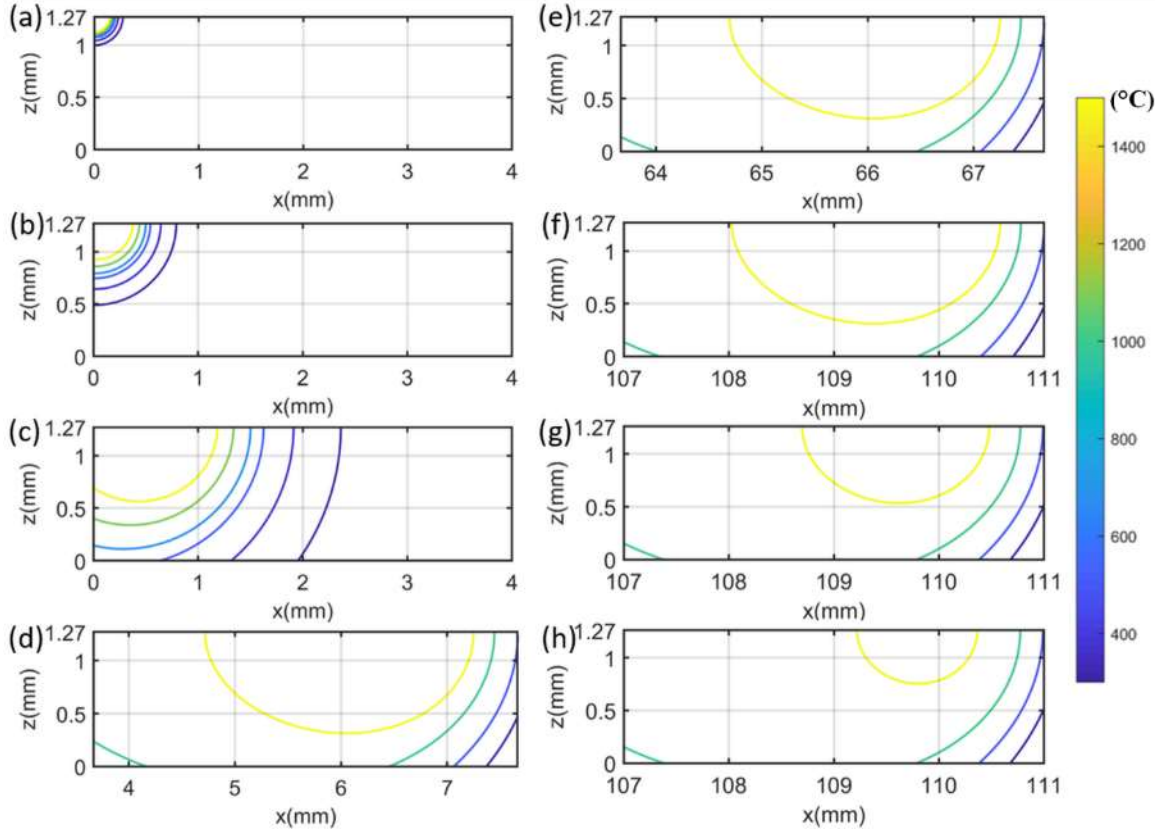 (a)
1.27
1
0.5
0
z(mm)
0 1 2 3 4
x(mm)
(b)
1.27
1
0.5
0
z(mm)
0 1 2 3 4
x(mm)
(c)
1.27
1
0.5
0
z(mm)
0 1 2 3 4
x(mm)
(d)
1.27
1
0.5
0
z(mm)
4 5 6 7
x(mm)
(e)
1.27
1
0.5
0
z(mm)
64 65 66 67
x(mm)
(f)
1.27
1
0.5
0
z(mm)
107 108 109 110 111
x(mm)
(g)
1.27
1
0.5
0
z(mm)
107 108 109 110 111
x(mm)
(h)
1.27
1
0.5
0
z(mm)
107 108 109 110 111
x(mm)
(°C)
1400
1200
1000
800
600
400